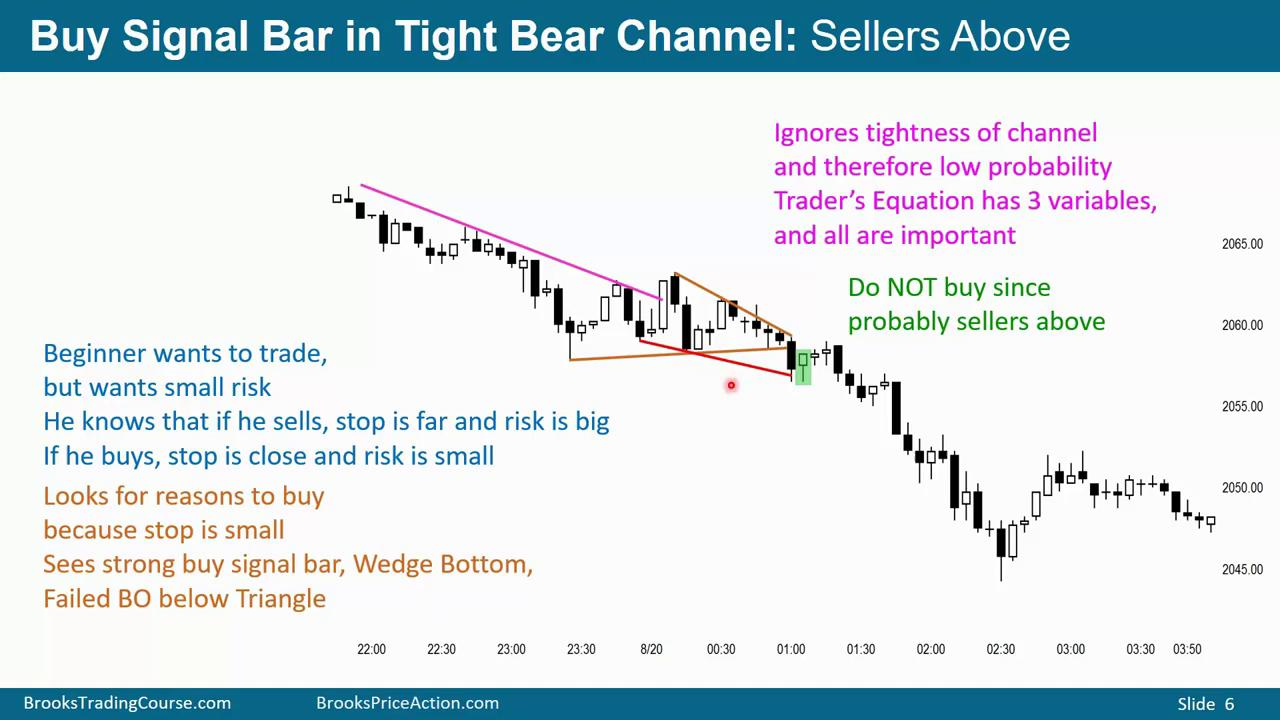 Buy Signal Bar in Tight Bear Channel: Sellers Above
Ignores tightness of channel
and therefore low probability
Trader's Equation has 3 variables,
and all are important
Do NOT buy since
probably sellers above
Beginner wants to trade,
but wants small risk
He knows that if he sells, stop is far and risk is big
If he buys, stop is close and risk is small
Looks for reasons to buy
because stop is small
Sees strong buy signal bar, Wedge Bottom,
Failed BO below Triangle
2065.00
2060.00
2055.00
2050.00
2045.00
22:00 22:30 23:00 23:30 8/20 00:30 01:00 01:30 02:00 02:30 03:00 03:30 03:50
BrooksTradingCourse.com BrooksPriceAction.com Slide 6